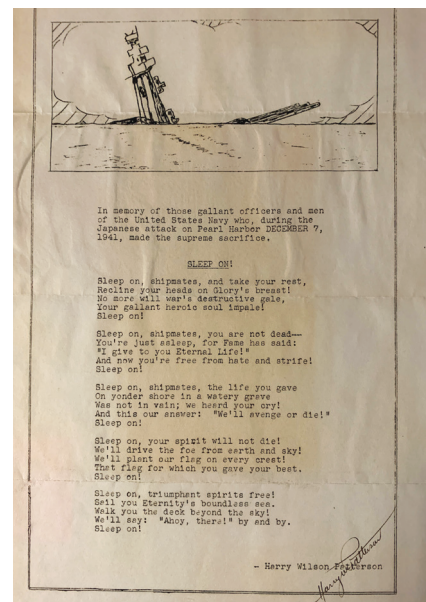 In memory of those gallant officers and men
of the United States Navy who, during the
Japanese attack on Pearl Harbor DECEMBER 7,
1941, made the supreme sacrifice.
SLEEP ON!
Sleep on, shipmates, and take your rest,
Recline your heads on Glory's breast!
No more will war's destructive gale,
Your gallant heroic soul impale!
Sleep on!
Sleep on, shipmates, you are not dead--
You're just asleep, for Fame has said:
"I give to you Eternal Life!"
And now you're free from hate and strife!
Sleep on!
Sleep on, shipmates, the life you gave
On yonder shore in a watery grave
Was not in vain; we heard your cry!
And this our answer: "We'll avenge or die!"
Sleep on!
Sleep on, your spirit will not die!
We'll drive the foe from earth and sky!
We'll plant our flag on every crest!
That flag for which you gave your best.
Sleep on!
Sleep on, triumphant spirits free!
Sail you Eternity's boundless sea.
Walk you the deck beyond the sky!
We'll say: "Ahoy, there!" by and by.
Sleep on!
- Harry Wilson Patterson
Harry W. Patterson